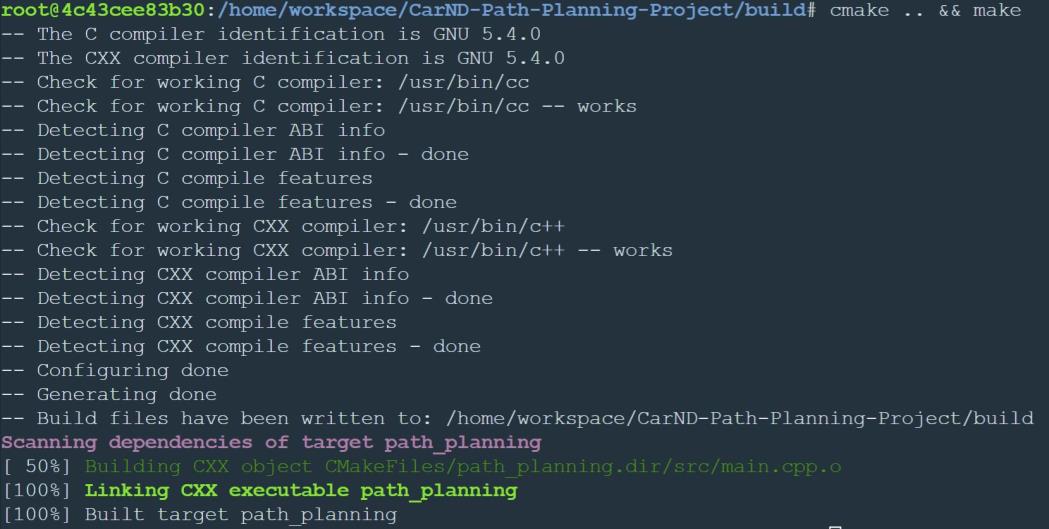 root@4c43cee83b30:/home/workspace/CarND-Path-Planning-Project/build# cmake .. && make
-- The C compiler identification is GNU 5.4.0
-- The CXX compiler identification is GNU 5.4.0
-- Check for working C compiler: /usr/bin/cc
-- Check for working C compiler: /usr/bin/cc -- works
-- Detecting C compiler ABI info
-- Detecting C compiler ABI info - done
-- Detecting C compile features
-- Detecting C compile features - done
-- Check for working CXX compiler: /usr/bin/c++
-- Check for working CXX compiler: /usr/bin/c++ -- works
-- Detecting CXX compiler ABI info
-- Detecting CXX compiler ABI info - done
-- Detecting CXX compile features
-- Detecting CXX compile features - done
-- Configuring done
-- Generating done
-- Build files have been written to: /home/workspace/CarND-Path-Planning-Project/build
Scanning dependencies of target path_planning
[ 50%] Building CXX object CMakeFiles/path_planning.dir/src/main.cpp.o
[100%] Linking CXX executable path_planning
[100%] Built target path_planning